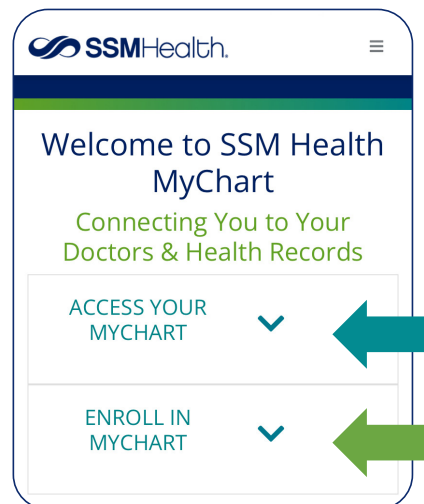 SSMHealth.
Welcome to SSM Health
MyChart
Connecting You to Your
Doctors & Health Records
ACCESS YOUR
MYCHART
ENROLL IN
MYCHART